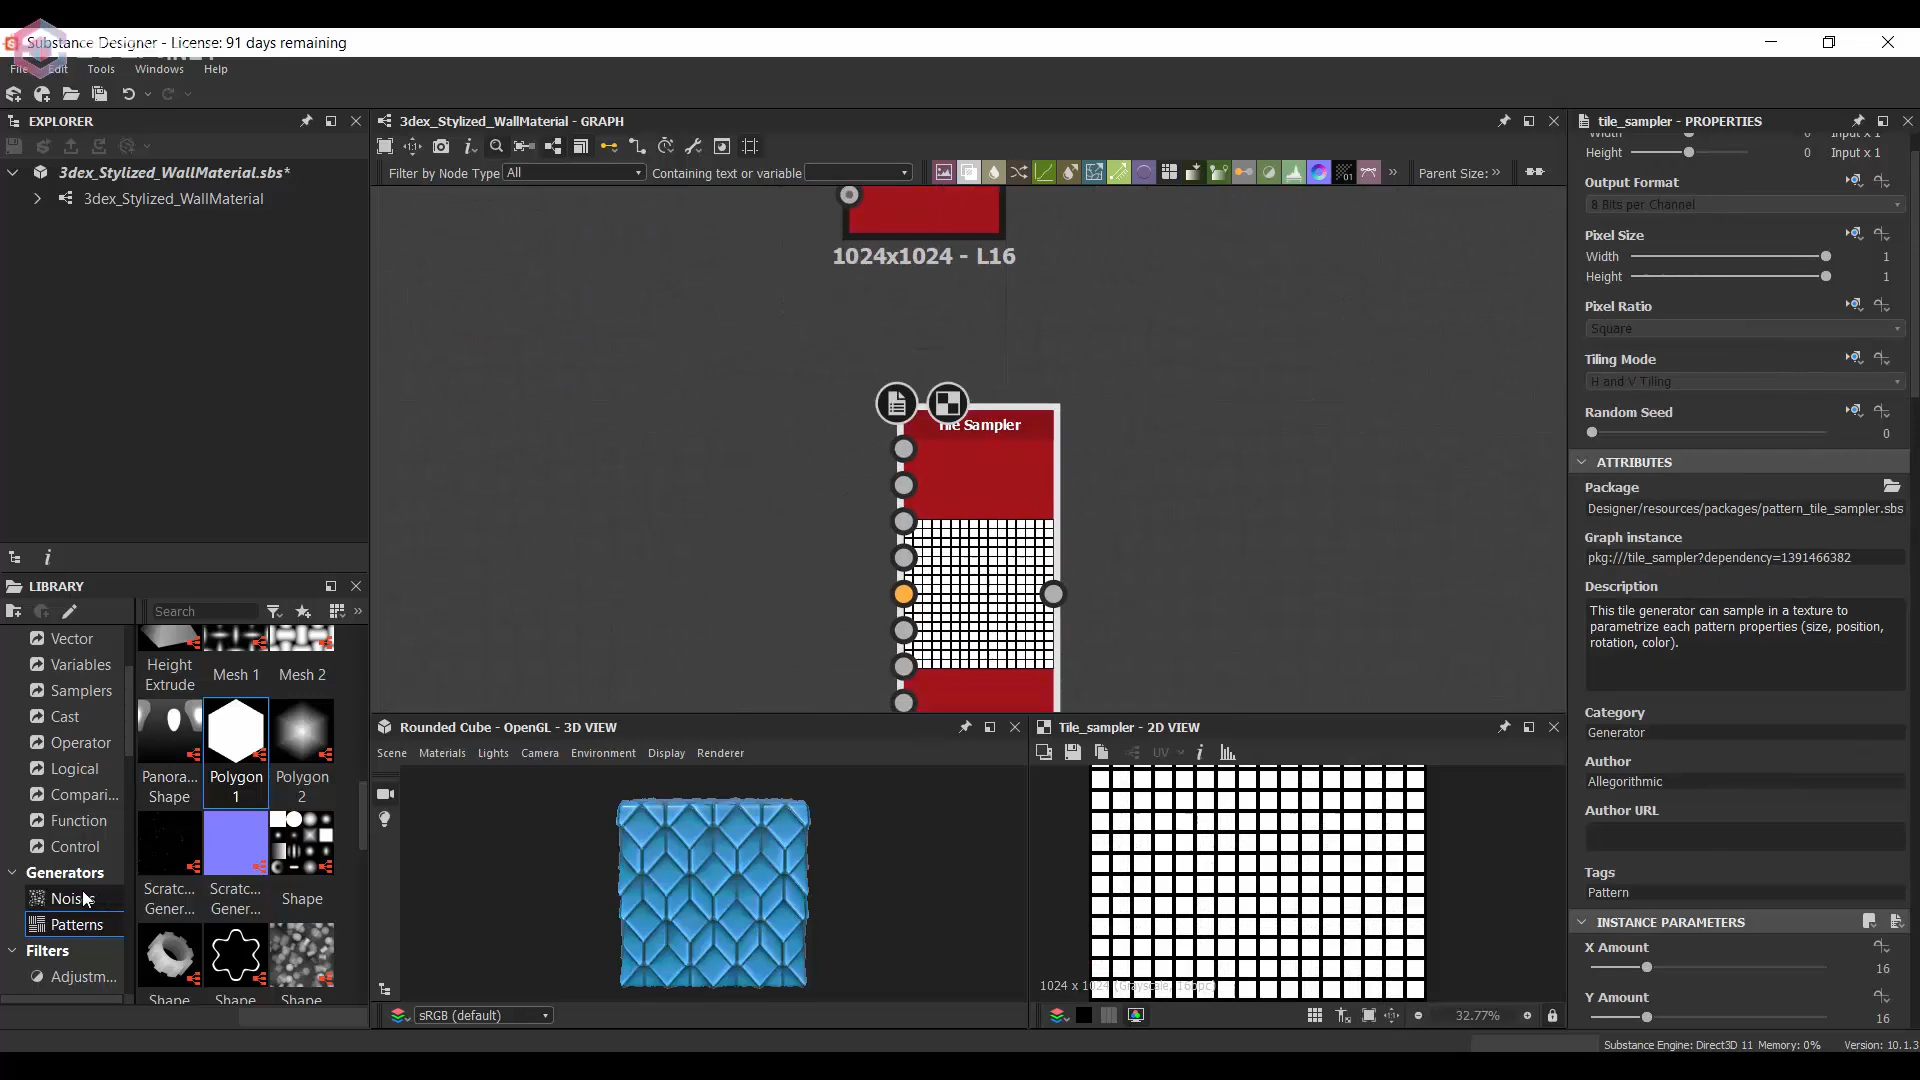 Substance Designer - License: 91 days remaining
File Edit Tools Windows Help
EXPLORER
3dex_Stylized_WallMaterial.sbs*
3dex_Stylized_WallMaterial
3dex_Stylized_WallMaterial - GRAPH
Filter by Node Type All Containing text or variable
Parent Size: »
1024x1024 - L16
Tile Sampler
LIBRARY
Search
Vector
Variables
Samplers
Cast
Operator
Logical
Compari...
Function
Control
Generators
Patterns
Filters
Adjustm...
Height Extrude
Mesh 1
Mesh 2
Panora... Shape
Polygon 1
Polygon 2
Scratc... Gener...
Scratc... Gener...
Shape
Shape
Shape
Shape
Rounded Cube - OpenGL - 3D VIEW
Scene Materials Lights Camera Environment Display Renderer
sRGB (default)
Tile_sampler - 2D VIEW
UV
1024 x 1024 (Grayscale, 16bpc)
32.77%
tile_sampler - PROPERTIES
Width 0 Input x 1
Height 0 Input x 1
Output Format
8 Bits per Channel
Pixel Size
Width 1
Height 1
Pixel Ratio
Square
Tiling Mode
H and V Tiling
Random Seed
0
ATTRIBUTES
Package
Designer/resources/packages/pattern_tile_sampler.sbs
Graph instance
pkg:///tile_sampler?dependency=1391466382
Description
This tile generator can sample in a texture to
parametrize each pattern properties (size, position,
rotation, color).
Category
Generator
Author
Allegorithmic
Author URL
Tags
Pattern
INSTANCE PARAMETERS
X Amount
16
Y Amount
16
Substance Engine: Direct3D 11 Memory: 0% Version: 10.1.3